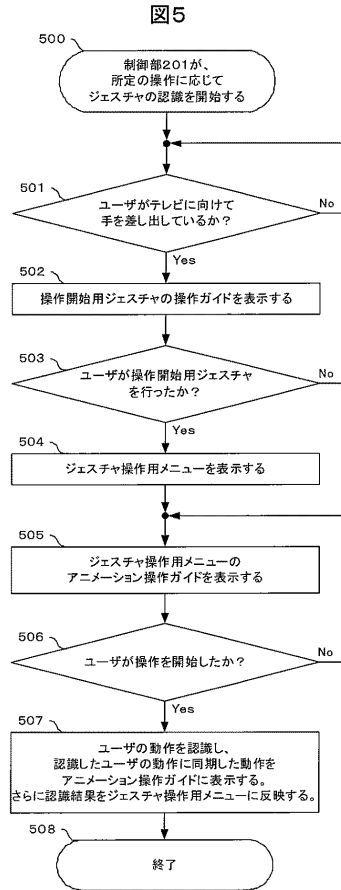 図5
500
制御部201が、
所定の操作に応じて
ジェスチャの認識を開始する
501
ユーザがテレビに向けて
手を差し出しているか？
No
Yes
502
操作開始用ジェスチャの操作ガイドを表示する
503
ユーザが操作開始用ジェスチャ
を行ったか？
No
Yes
504
ジェスチャ操作用メニューを表示する
505
ジェスチャ操作用メニューの
アニメーション操作ガイドを表示する
506
ユーザが操作を開始したか？
No
Yes
507
ユーザの動作を認識し、
認識したユーザの動作に同期した動作を
アニメーション操作ガイドに表示する。
さらに認識結果をジェスチャ操作用メニューに反映する。
508
終了